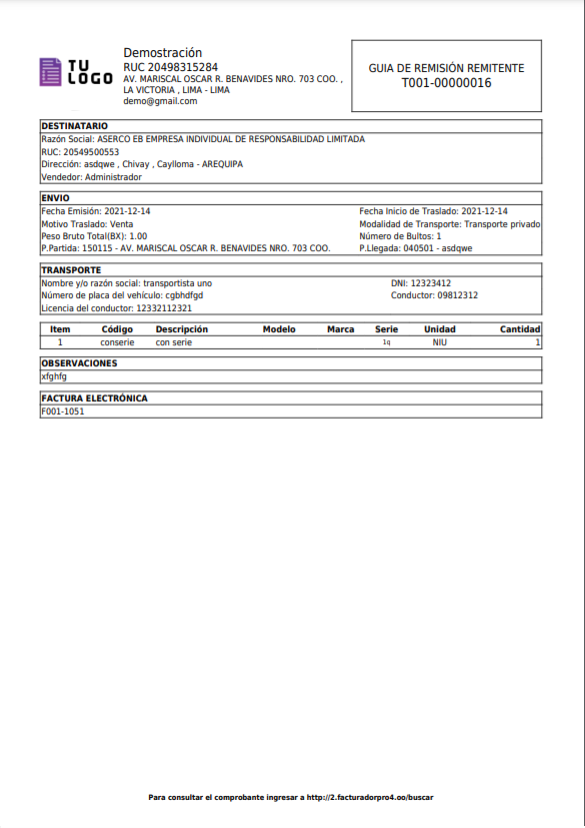 TU
LOGO
Demostración
RUC 20498315284
AV. MARISCAL OSCAR R. BENAVIDES NRO. 703 COO. ,
LA VICTORIA , LIMA - LIMA
demo@gmail.com
GUIA DE REMISIÓN REMITENTE
T001-00000016
DESTINATARIO
Razón Social: ASERCO EB EMPRESA INDIVIDUAL DE RESPONSABILIDAD LIMITADA
RUC: 20549500553
Dirección: asdqwe , Chivay , Caylloma - AREQUIPA
Vendedor: Administrador
ENVIO
Fecha Emisión: 2021-12-14 Fecha Inicio de Traslado: 2021-12-14
Motivo Traslado: Venta Modalidad de Transporte: Transporte privado
Peso Bruto Total(BX): 1.00 Número de Bultos: 1
P.Partida: 150115 - AV. MARISCAL OSCAR R. BENAVIDES NRO. 703 COO. P.Llegada: 040501 - asdqwe
TRANSPORTE
Nombre y/o razón social: transportista uno DNI: 12323412
Número de placa del vehículo: cgbhdfgd Conductor: 09812312
Licencia del conductor: 12332112321
Item Código Descripción Modelo Marca Serie Unidad Cantidad
1 conserie con serie 1q NIU 1
OBSERVACIONES
xfghfg
FACTURA ELECTRÓNICA
F001-1051
Para consultar el comprobante ingresar a http://2.facturadorpro4.oo/buscar